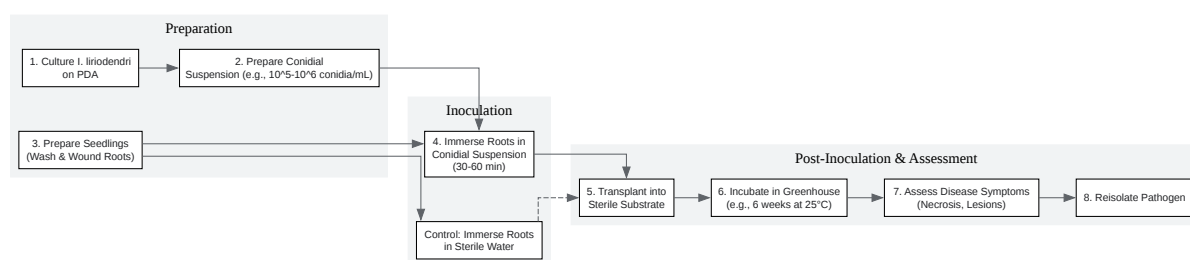 Preparation
1. Culture I. liriodendri
on PDA
2. Prepare Conidial
Suspension (e.g., 10^5-10^6 conidia/mL)
3. Prepare Seedlings
(Wash & Wound Roots)
Inoculation
4. Immerse Roots in
Conidial Suspension
(30-60 min)
Control: Immerse Roots
in Sterile Water
Post-Inoculation & Assessment
5. Transplant into
Sterile Substrate
6. Incubate in Greenhouse
(e.g., 6 weeks at 25°C)
7. Assess Disease Symptoms
(Necrosis, Lesions)
8. Reisolate Pathogen